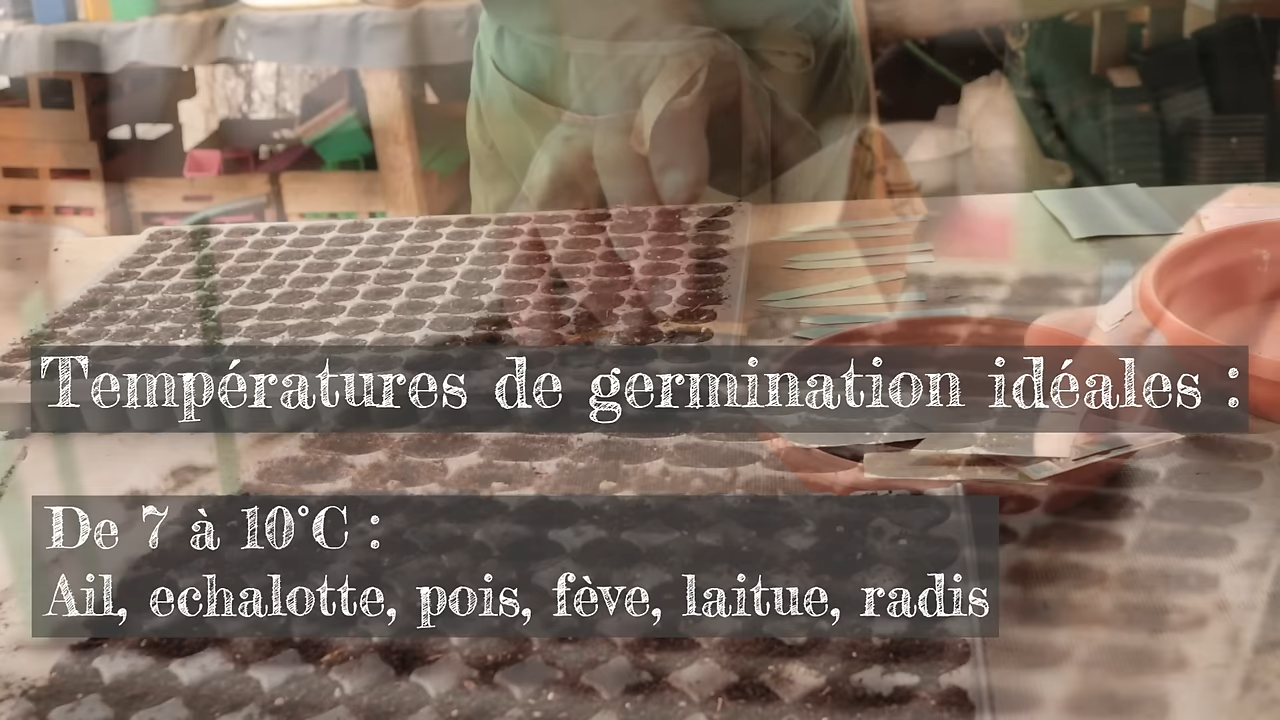 Températures de germination idéales :
De 7 à 10°C :
Ail, echalotte, pois, fève, laitue, radis